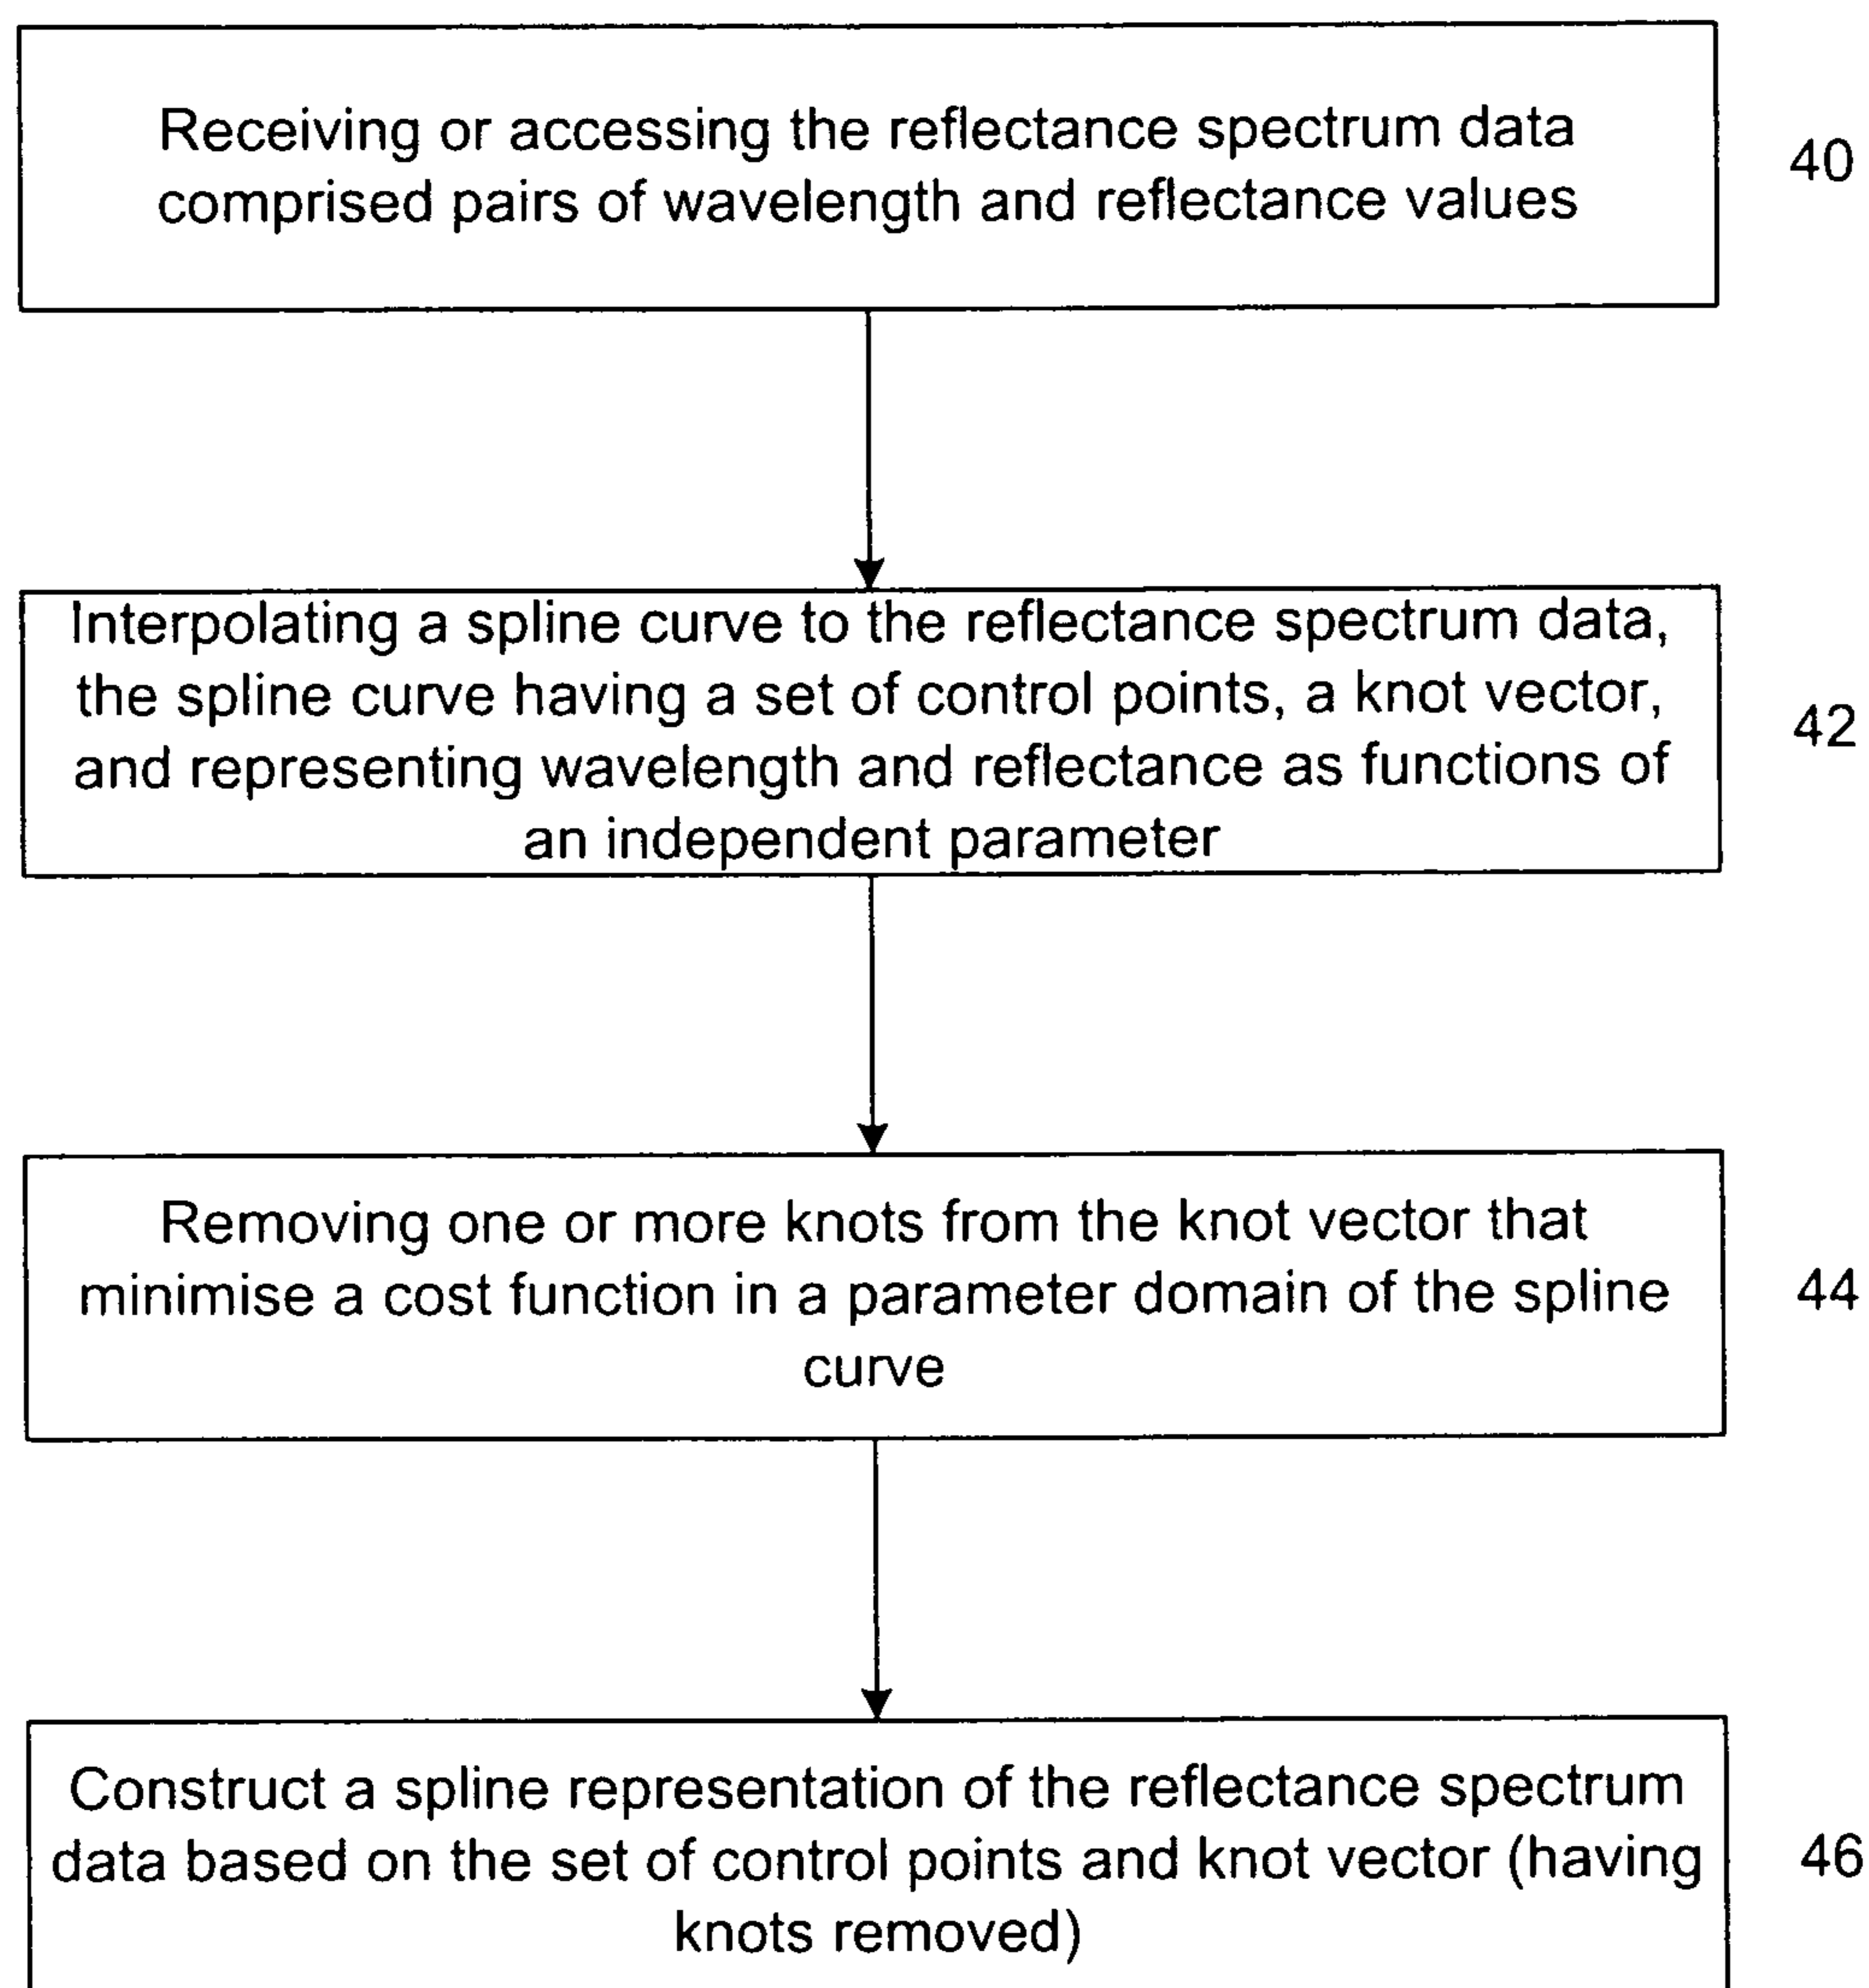 Receiving or accessing the reflectance spectrum data
comprised pairs of wavelength and reflectance values
40
Interpolating a spline curve to the reflectance spectrum data,
the spline curve having a set of control points, a knot vector,
and representing wavelength and reflectance as functions of
an independent parameter
42
Removing one or more knots from the knot vector that
minimise a cost function in a parameter domain of the spline
curve
44
Construct a spline representation of the reflectance spectrum
data based on the set of control points and knot vector (having
knots removed)
46